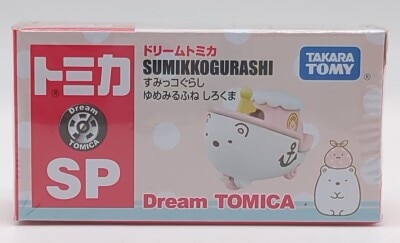 トミカ
Dream
TOMICA
SP
ドリームトミカ
SUMIKKOGURASHI
すみっコぐらし
ゆめみるふね しろくま
TAKARA
TOMY
Dream TOMICA